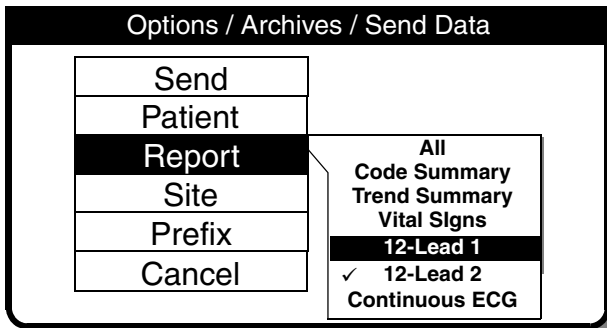 Options / Archives / Send Data
Send
Patient
Report
Site
Prefix
Cancel
All
Code Summary
Trend Summary
Vital SIgns
12-Lead 1
✓ 12-Lead 2
Continuous ECG